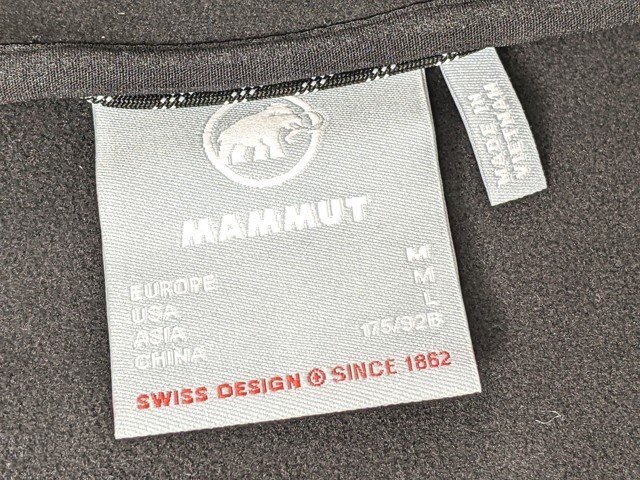 MAMMUT
EUROPE M
USA M
ASIA L
CHINA 175/92B
SWISS DESIGN SINCE 1862
MADE IN
VIETNAM